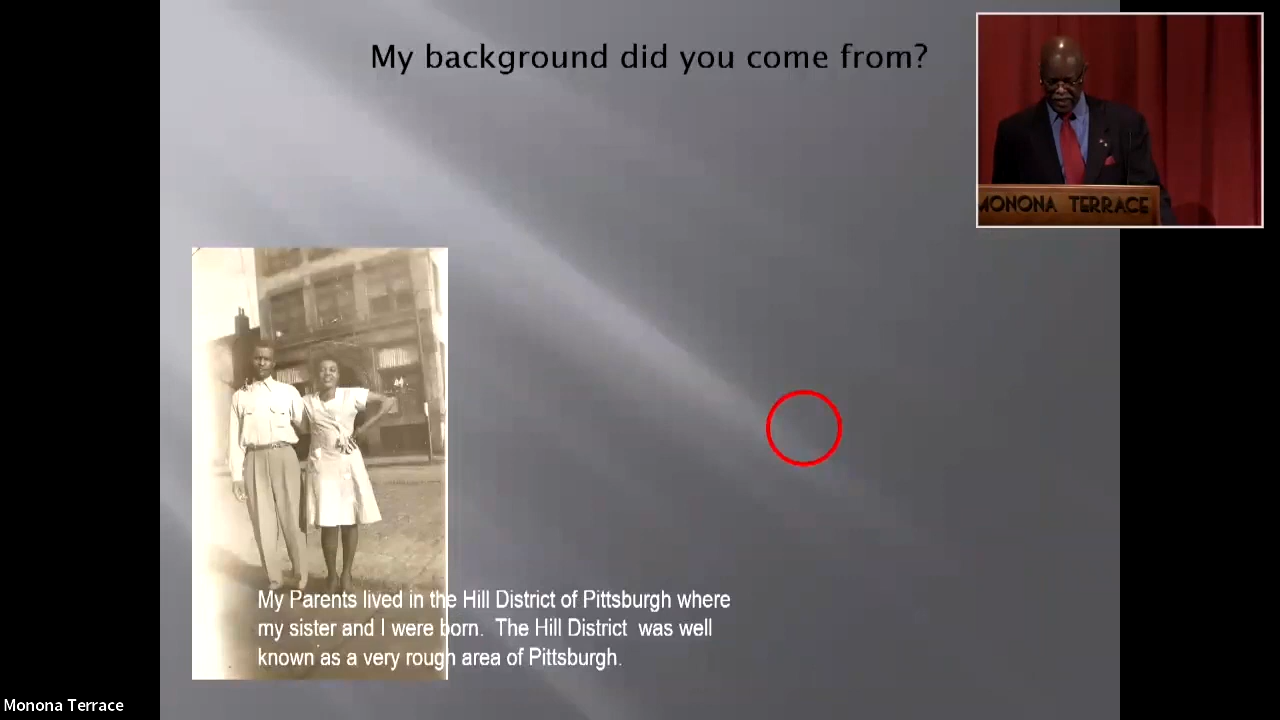 My background did you come from?
MONONA TERRACE
My Parents lived in the Hill District of Pittsburgh where
my sister and I were born.  The Hill District  was well
known as a very rough area of Pittsburgh.
Monona Terrace